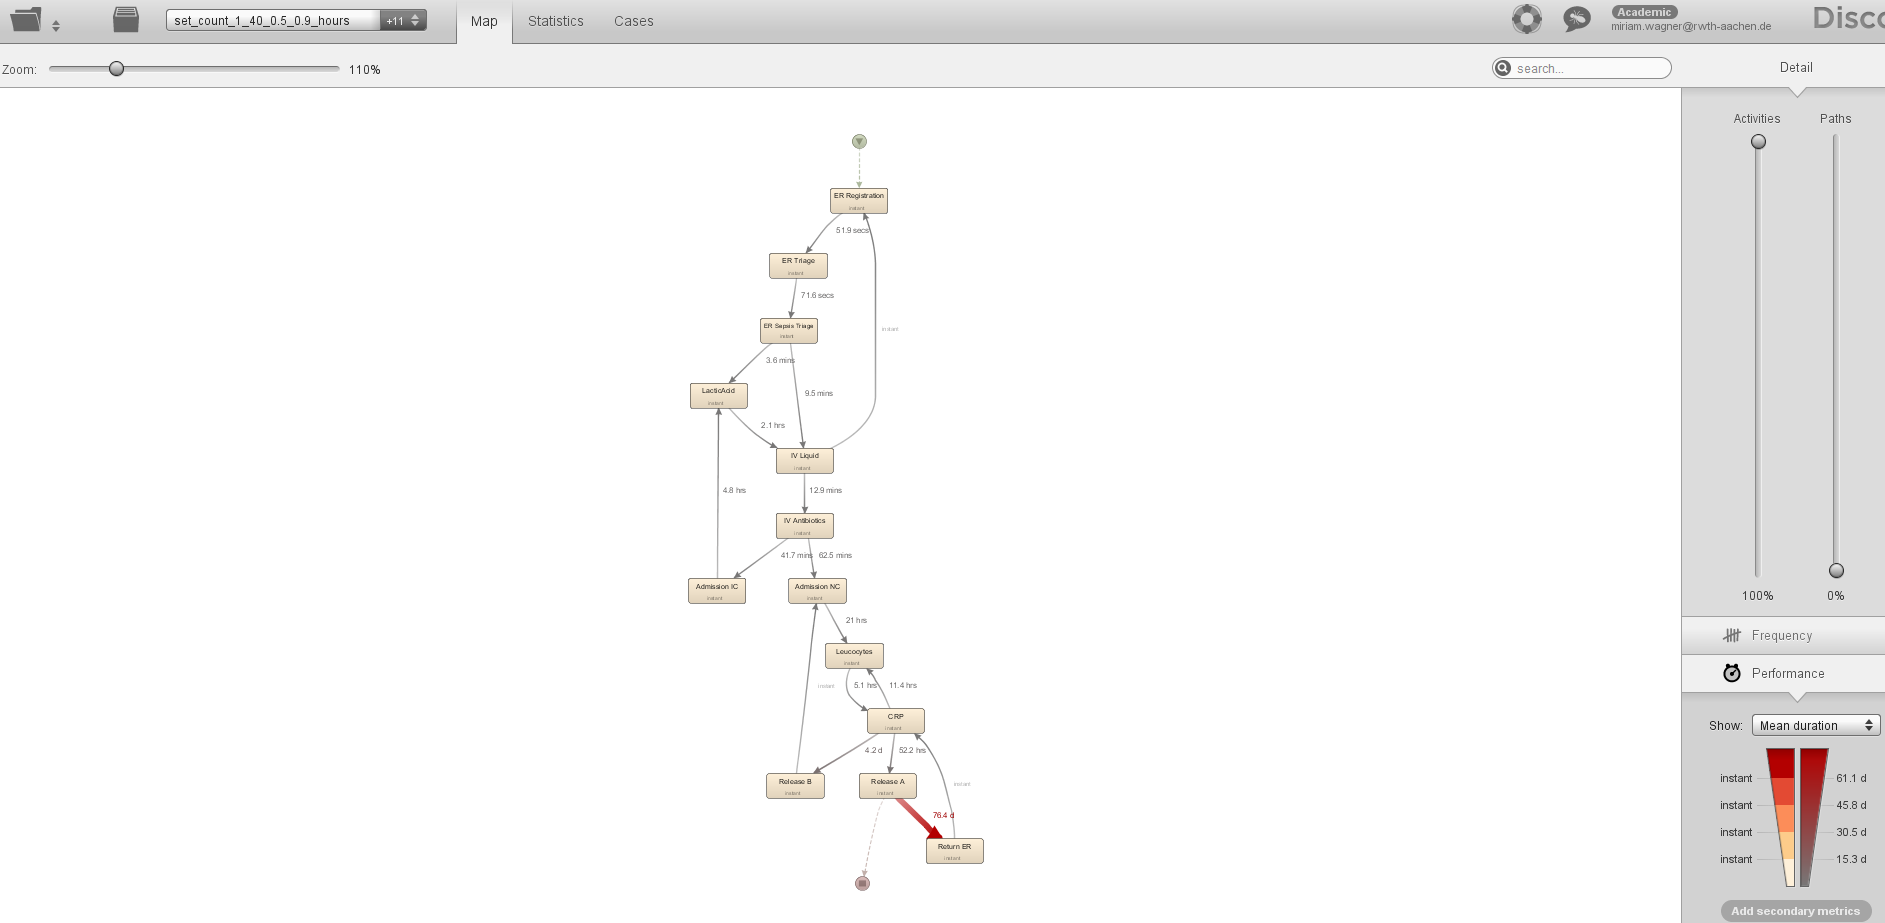 set_count_1_40_0.5_0.9_hours
+11
Map
Statistics
Cases
Academic
miriam.wagner@rwth-aachen.de
Disco
Zoom:
110%
search...
Detail
Activities
Paths
ER Registration
instant
51.9 secs
ER Triage
instant
71.6 secs
ER Sepsis Triage
instant
instant
3.6 mins
LacticAcid
instant
9.5 mins
2.1 hrs
IV Liquid
instant
4.8 hrs
12.9 mins
IV Antibiotics
instant
41.7 mins
62.5 mins
Admission IC
instant
Admission NC
instant
21 hrs
Leucocytes
instant
instant
5.1 hrs
11.4 hrs
CRP
instant
4.2 d
52.2 hrs
Release B
instant
Release A
instant
instant
76.4 d
Return ER
instant
100%
0%
Frequency
Performance
Show:
Mean duration
instant
61.1 d
instant
45.8 d
instant
30.5 d
instant
15.3 d
Add secondary metrics